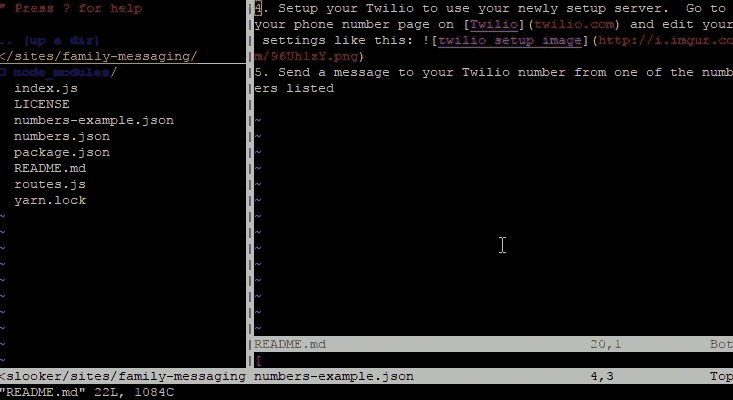 " Press ? for help
.. (up a dir)
</sites/family-messaging/
node_modules/
index.js
LICENSE
numbers-example.json
numbers.json
package.json
README.md
routes.js
yarn.lock
~
~
~
~
~
~
~
~
~
~
<slooker/sites/family-messaging
4. Setup your Twilio to use your newly setup server.  Go to
your phone number page on [Twilio](twilio.com) and edit your
settings like this: ![twilio setup image](http://i.imgur.co
m/96Uh1zY.png)
5. Send a message to your Twilio number from one of the numb
ers listed
~
~
~
~
~
~
~
~
~
~
~
~
~
~
README.md 20,1 Bot
[
numbers-example.json 4,3 Top
"README.md" 22L, 1084C